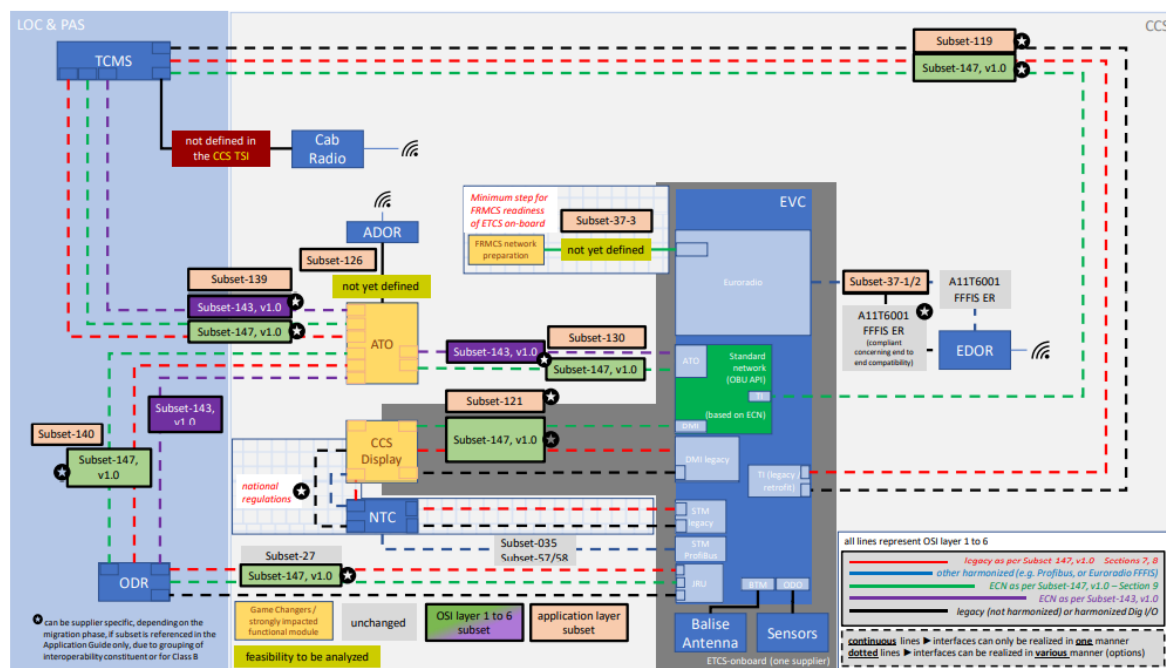 LOC & PAS
CCS
TCMS
Subset-119
Subset-147, v1.0
not defined in
the CCS TSI
Cab
Radio
EVC
Minimum step for
FRMCS readiness
of ETCS on-board
Subset-37-3
FRMCS network
preparation
not yet defined
ADOR
Subset-126
not yet defined
Euroradio
Subset-37-1/2
A11T6001
FFFIS ER
A11T6001
FFFIS ER
(compliant
concerning end to
end compatibility)
EDOR
Subset-139
Subset-143, v1.0
Subset-147, v1.0
ATO
Subset-130
Subset-143, v1.0
Subset-147, v1.0
ATO
Standard
network
(OBU API)
TI
(based on ECN)
DMI
Subset-121
Subset-143,
v1.0
Subset-140
Subset-147,
v1.0
CCS
Display
Subset-147, v1.0
DMI legacy
TI (legacy
retrofit)
national
regulations
NTC
STM
legacy
Subset-035
Subset-57/58
STM
Profibus
Subset-27
Subset-147, v1.0
ODR
JRU
BTM
ODO
Balise
Antenna
Sensors
ETCS-onboard (one supplier)
can be supplier specific, depending on the
migration phase, if subset is referenced in the
Application Guide only, due to grouping of
interoperability constituent or for Class B
Game Changers /
strongly impacted
functional module
unchanged
OSI layer 1 to 6
subset
application layer
subset
feasibility to be analyzed
all lines represent OSI layer 1 to 6
legacy as per Subset-147, v1.0 Sections 7, 8
other harmonized (e.g. Profibus, or Euroradio FFFIS)
ECN as per Subset-147, v1.0 – Section 9
ECN as per Subset-143, v1.0
legacy (not harmonized) or harmonized Dig I/O
continuous lines ► interfaces can only be realized in one manner
dotted lines ► interfaces can be realized in various manner (options)